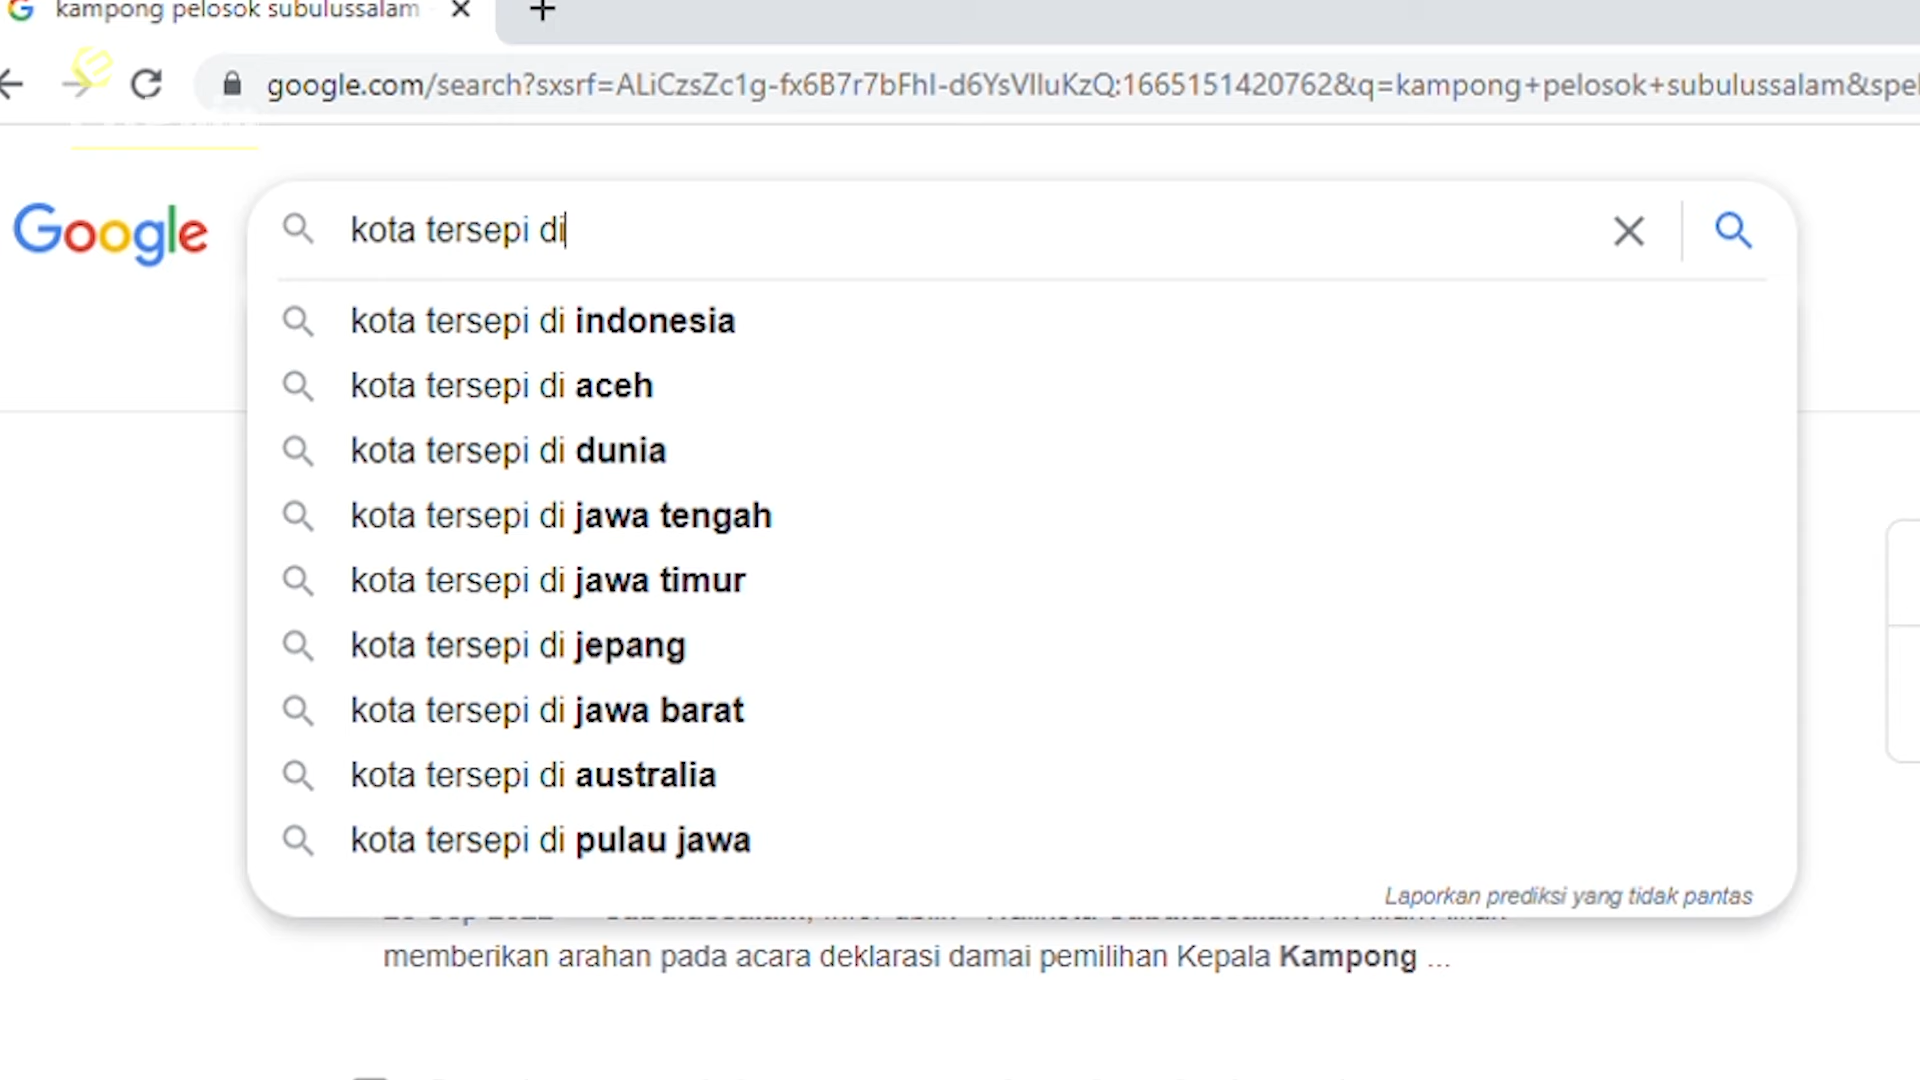 kampong pelosok subulussalam
google.com/search?sxsrf=ALiCzsZc1g-fx6B7r7bFhI-d6YsVlluKzQ:1665151420762&q=kampong+pelosok+subulussalam&spel
Google
kota tersepi di
kota tersepi di indonesia
kota tersepi di aceh
kota tersepi di dunia
kota tersepi di jawa tengah
kota tersepi di jawa timur
kota tersepi di jepang
kota tersepi di jawa barat
kota tersepi di australia
kota tersepi di pulau jawa
Laporkan prediksi yang tidak pantas
memberikan arahan pada acara deklarasi damai pemilihan Kepala Kampong ...